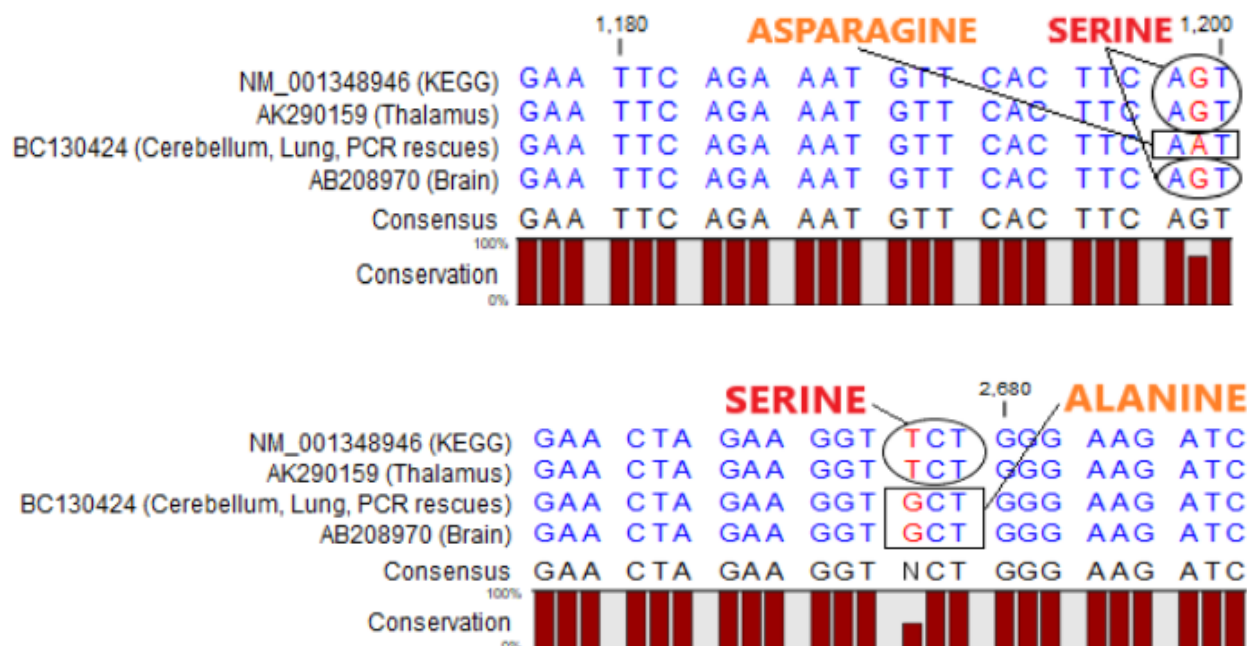 1,180 ASPARAGINE SERINE 1,200
NM_001348946 (KEGG) GAA TTC AGA AAT GTT CAC TTC AGT
AK290159 (Thalamus) GAA TTC AGA AAT GTT CAC TTC AGT
BC130424 (Cerebellum, Lung, PCR rescues) GAA TTC AGA AAT GTT CAC TTC AAT
AB208970 (Brain) GAA TTC AGA AAT GTT CAC TTC AGT
Consensus GAA TTC AGA AAT GTT CAC TTC AGT
100%
Conservation
0%
SERINE 2,680 ALANINE
NM_001348946 (KEGG) GAA CTA GAA GGT TCT GGG AAG ATC
AK290159 (Thalamus) GAA CTA GAA GGT TCT GGG AAG ATC
BC130424 (Cerebellum, Lung, PCR rescues) GAA CTA GAA GGT GCT GGG AAG ATC
AB208970 (Brain) GAA CTA GAA GGT GCT GGG AAG ATC
Consensus GAA CTA GAA GGT NCT GGG AAG ATC
100%
Conservation
0%